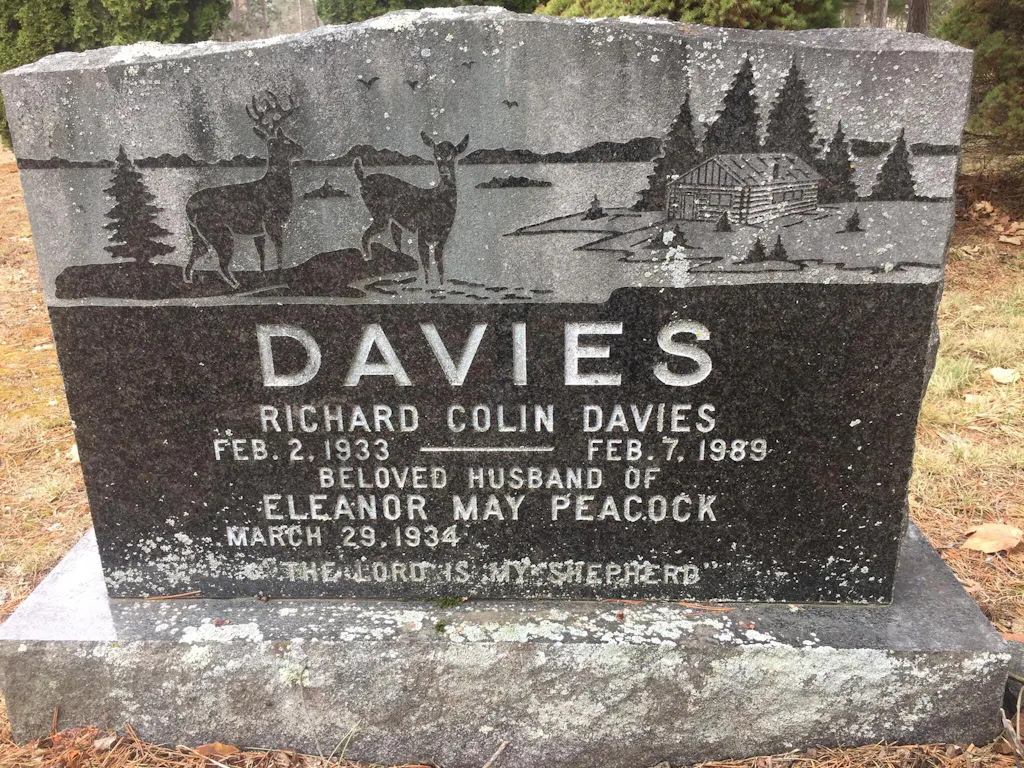 DAVIES
RICHARD COLIN DAVIES
FEB. 2, 1933 — FEB. 7, 1989
BELOVED HUSBAND OF
ELEANOR MAY PEACOCK
MARCH 29, 1934
"THE LORD IS MY SHEPHERD"